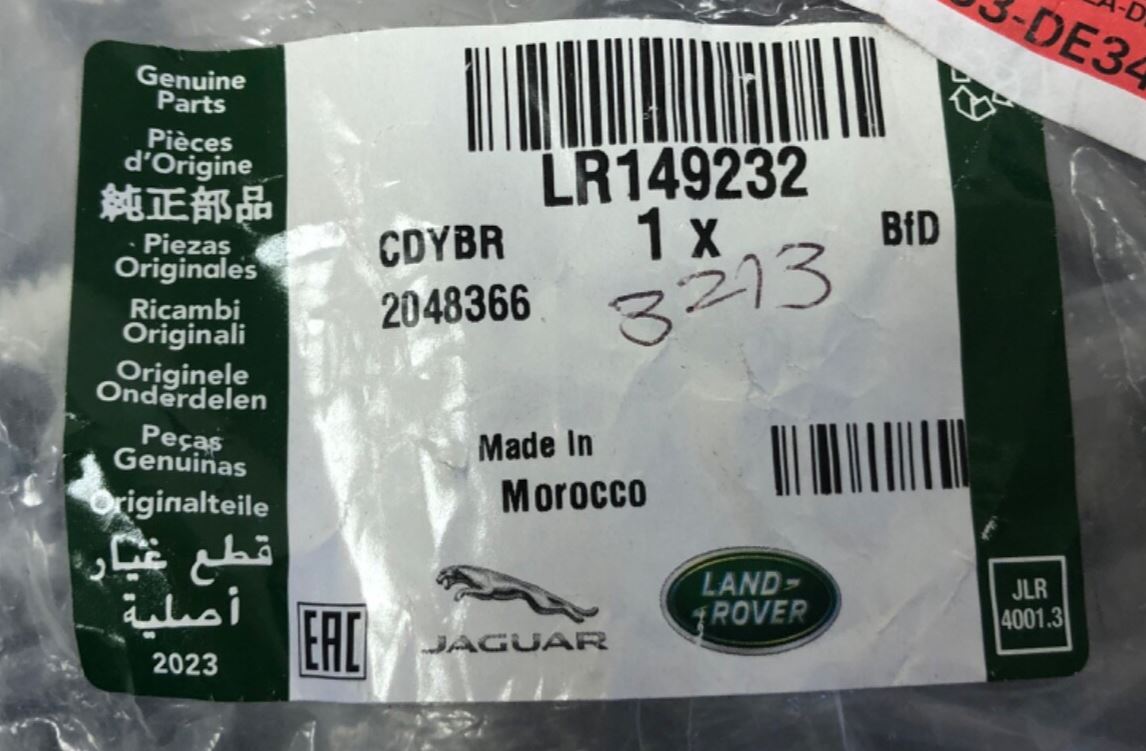 Genuine
Parts
Pièces
d'Origine
純正部品
Piezas
Originales
Ricambi
Originali
Originele
Onderdelen
Peças
Genuinas
Originalteile
قطع غيار
أصلية
2023
LR149232
CDYBR 1 x BfD
2048366 3213
Made In
Morocco
EAC
JAGUAR
LAND-
ROVER
JLR
4001.3
3-DE34